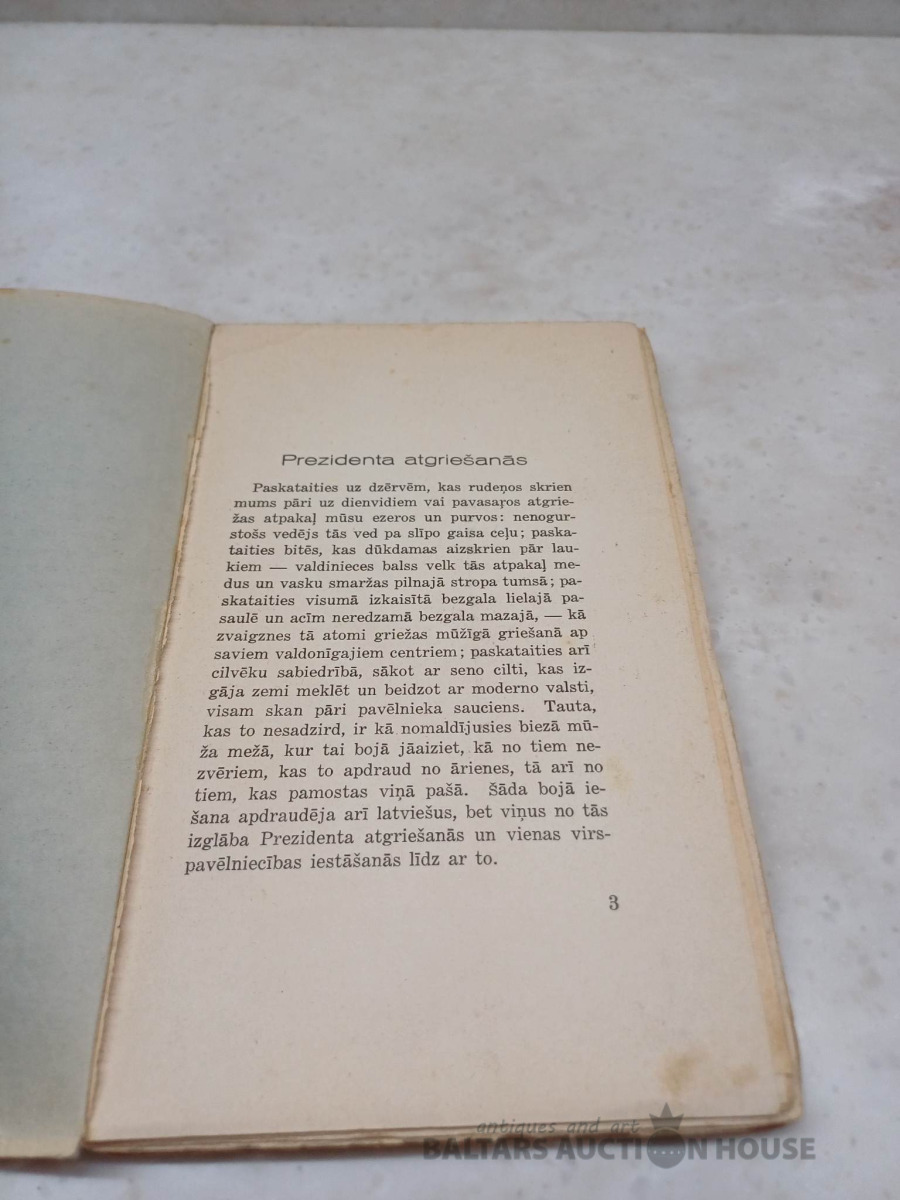 Prezidenta atgriešanās
Paskataities uz dzērvēm, kas rudeņos skrien
mums pāri uz dienvidiem vai pavasaŗos atgrie-
žas atpakaļ mūsu ezeros un purvos: nenogur-
stošs vedējs tās ved pa slīpo gaisa ceļu; paska-
taities bitēs, kas dūkdamas aizskrien pār lau-
kiem — valdinieces balss velk tās atpakaļ me-
dus un vasku smaržas pilnajā stropa tumsā; pa-
skataities visumā izkaisītā bezgala lielajā pa-
saulē un acīm neredzamā bezgala mazajā, — kā
zvaigznes tā atomi griežas mūžīgā griešanā ap
saviem valdonīgajiem centriem; paskataities arī
cilvēku sabiedrībā, sākot ar seno cilti, kas iz-
gāja zemi meklēt un beidzot ar moderno valsti,
visam skan pāri pavēlnieka sauciens. Tauta,
kas to nesadzird, ir kā nomaldījusies biezā mū-
ža mežā, kur tai bojā jāaiziet, kā no tiem ne-
zvēriem, kas to apdraud no ārienes, tā arī no
tiem, kas pamostas viņā pašā. Šāda bojā ie-
šana apdraudēja arī latviešus, bet viņus no tās
izglāba Prezidenta atgriešanās un vienas virs-
pavēlniecības iestāšanās līdz ar to.
3
antiques and art
BALTARS AUCTION HOUSE